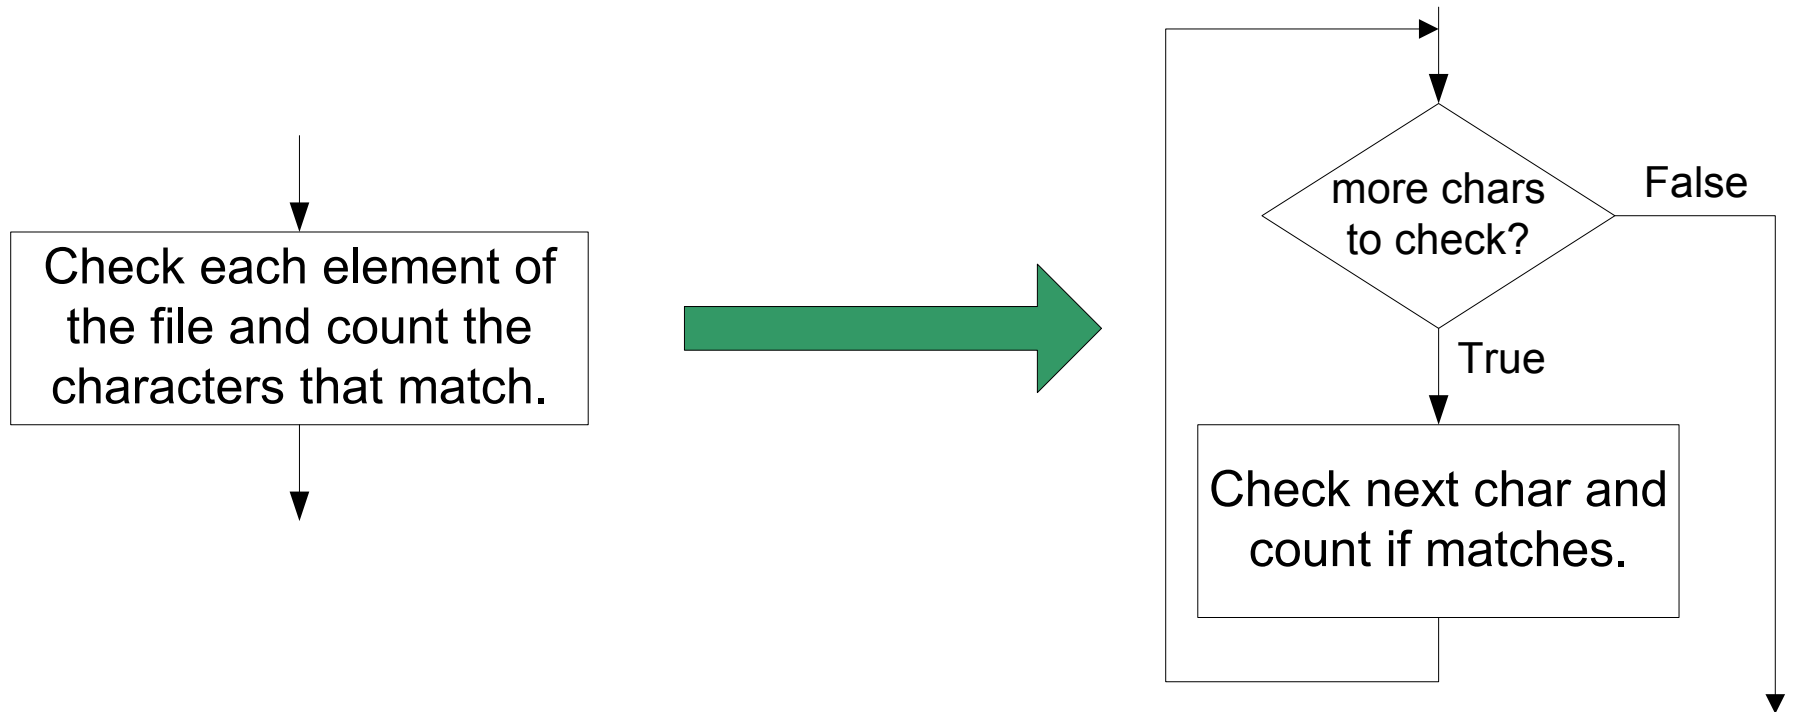 Check each element of
the file and count the
characters that match.
more chars
to check?
False
True
Check next char and
count if matches.